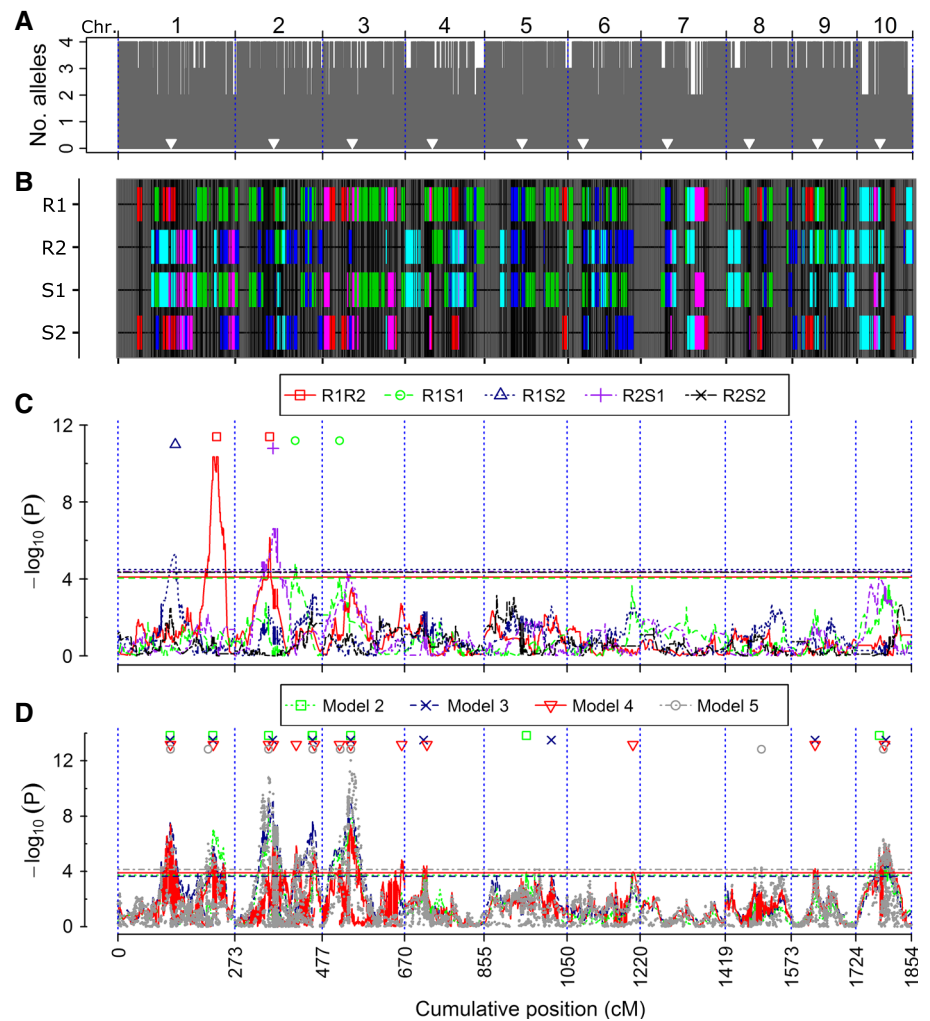 A
Chr. 1 2 3 4 5 6 7 8 9 10
No. alleles
4
3
2
1
0
B
R1
R2
S1
S2
R1R2 R1S1 R1S2 R2S1 R2S2
C
−log10(P)
12
8
4
0
Model 2 Model 3 Model 4 Model 5
D
−log10(P)
12
8
4
0
0 273 477 670 855 1050 1220 1419 1573 1724 1854
Cumulative position (cM)